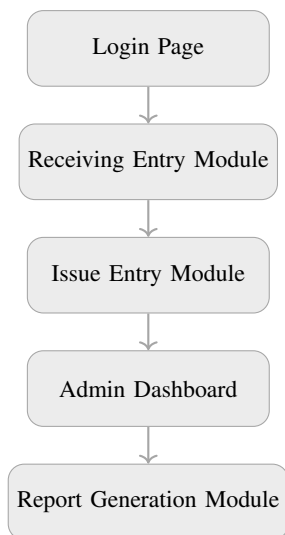 Login Page
Receiving Entry Module
Issue Entry Module
Admin Dashboard
Report Generation Module